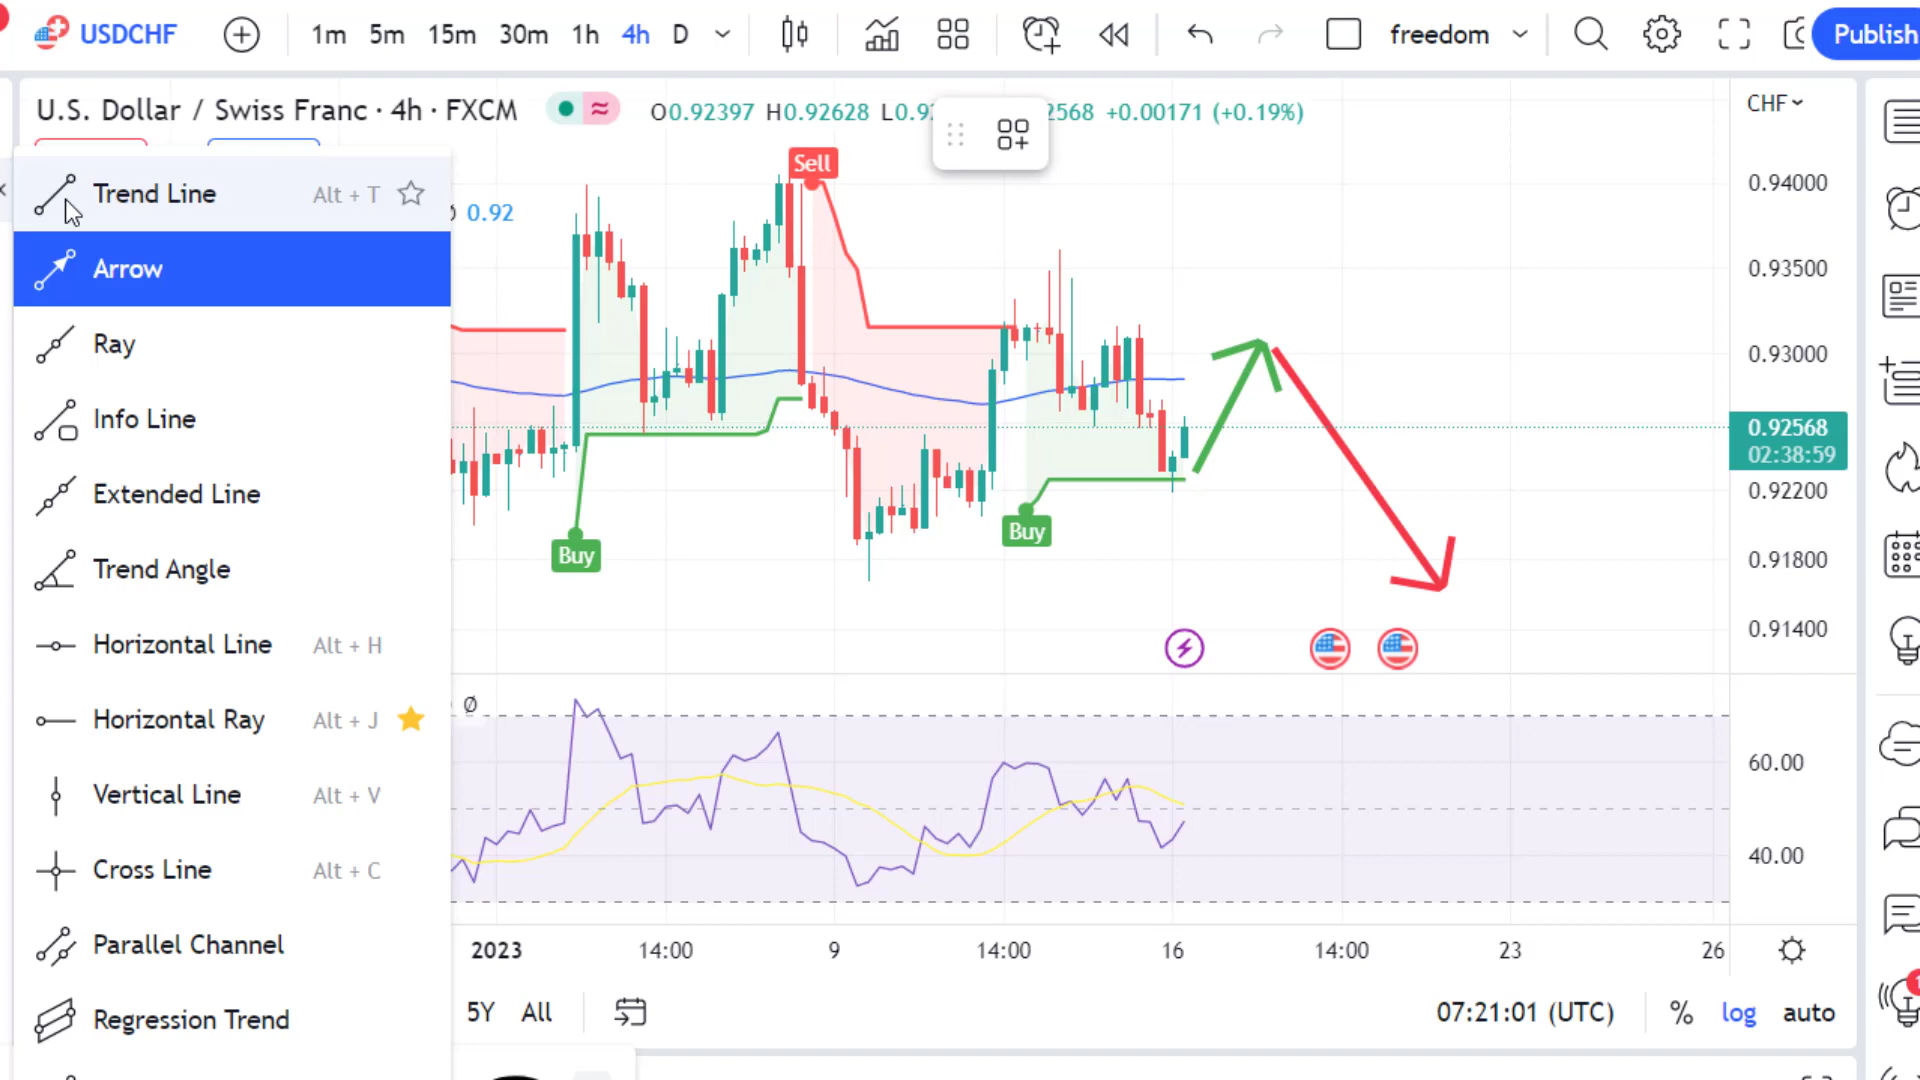 USDCHF 1m 5m 15m 30m 1h 4h D freedom Publish
U.S. Dollar / Swiss Franc · 4h · FXCM O0.92397 H0.92628 L0.9 2568 +0.00171 (+0.19%) CHF
Trend Line Alt + T
Ø 0.92
Arrow
Ray
Info Line
Extended Line
Trend Angle
Horizontal Line Alt + H
Horizontal Ray Alt + J
Vertical Line Alt + V
Cross Line Alt + C
Parallel Channel
Regression Trend
Sell
Buy
Buy
0.94000
0.93500
0.93000
0.92568
02:38:59
0.92200
0.91800
0.91400
Ø
60.00
40.00
2023 14:00 9 14:00 16 14:00 23 26
5Y All 07:21:01 (UTC) % log auto